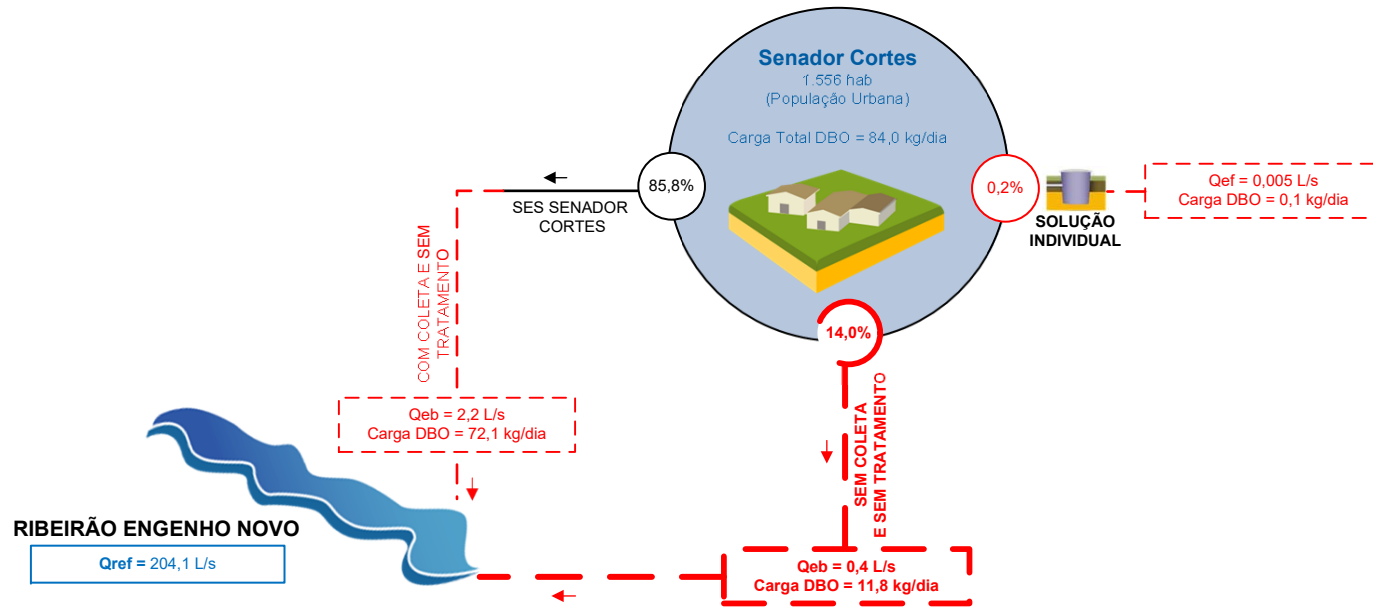 Senador Cortes
1.556 hab
(População Urbana)
Carga Total DBO = 84,0 kg/dia
85,8%
SES SENADOR
CORTES
0,2%
SOLUÇÃO
INDIVIDUAL
Qef = 0,005 L/s
Carga DBO = 0,1 kg/dia
14,0%
COM COLETA E SEM
TRATAMENTO
Qeb = 2,2 L/s
Carga DBO = 72,1 kg/dia
SEM COLETA
E SEM TRATAMENTO
RIBEIRÃO ENGENHO NOVO
Qref = 204,1 L/s
Qeb = 0,4 L/s
Carga DBO = 11,8 kg/dia